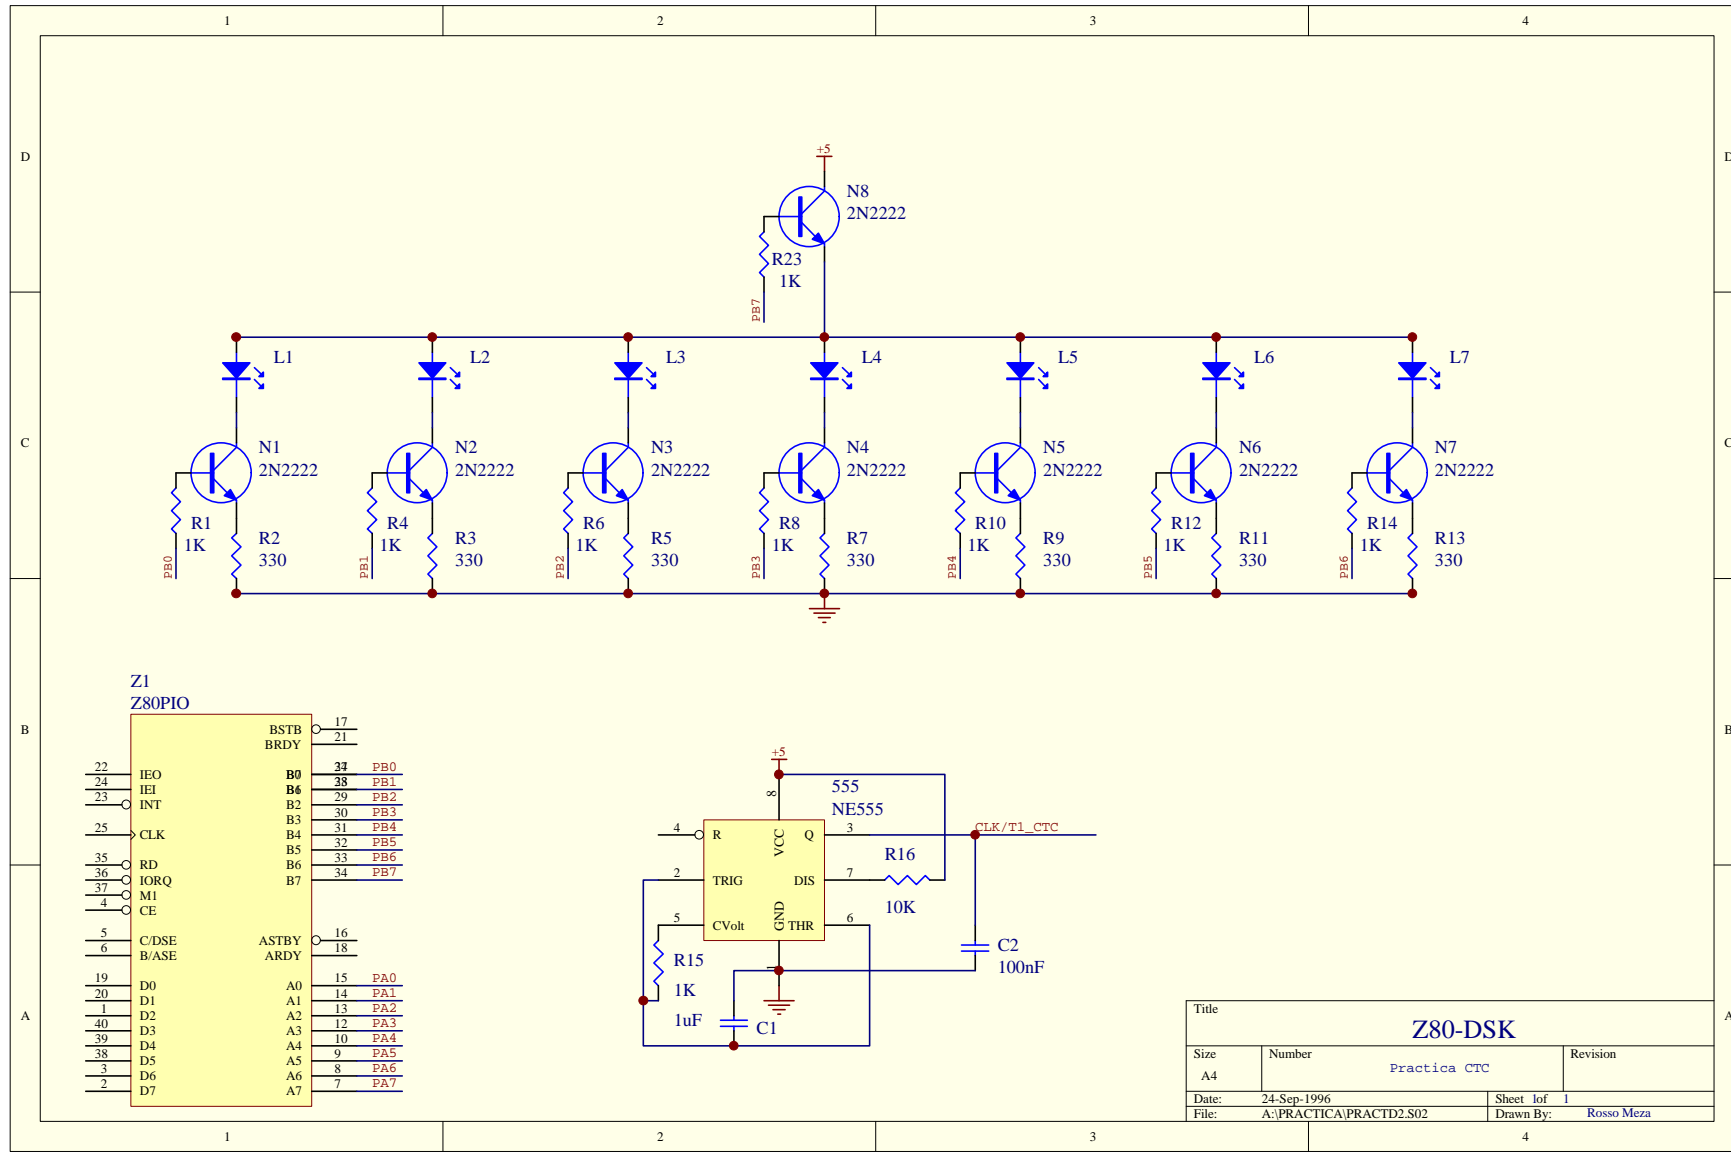 1 2 3 4
D D
+5
N8
2N2222
R23
1K
PB7
L1 L2 L3 L4 L5 L6 L7
C C
N1 N2 N3 N4 N5 N6 N7
2N2222 2N2222 2N2222 2N2222 2N2222 2N2222 2N2222
R1 R4 R6 R8 R10 R12 R14
1K 1K 1K 1K 1K 1K 1K
R2 R3 R5 R7 R9 R11 R13
330 330 330 330 330 330 330
PB0 PB1 PB2 PB3 PB4 PB5 PB6
B B
Z1
Z80PIO
BSTB 17
BRDY 21
22 IEO B0 PB0
24 IEI PB1
23 INT B2 29 PB2
B3 30 PB3
25 CLK B4 31 PB4
B5 32 PB5
35 RD B6 33 PB6
36 IORQ B7 34 PB7
37 M1
4 CE
5 C/DSE ASTBY 16
6 B/ASE ARDY 18
19 D0 A0 15 PA0
20 D1 A1 14 PA1
1 D2 A2 13 PA2
40 D3 A3 12 PA3
39 D4 A4 10 PA4
38 D5 A5 9 PA5
3 D6 A6 8 PA6
2 D7 A7 7 PA7
+5
555
NE555
8
VCC
4 R Q 3 CLK/T1_CTC
R16
2 TRIG DIS 7
10K
5 CVolt GND THR 6
1
R15
1K
C2
100nF
1uF C1
A A
Title
Z80-DSK
Size Number Revision
A4 Practica CTC
Date: 24-Sep-1996 Sheet 1of 1
File: A:\PRACTICA\PRACTD2.S02 Drawn By: Rosso Meza
1 2 3 4